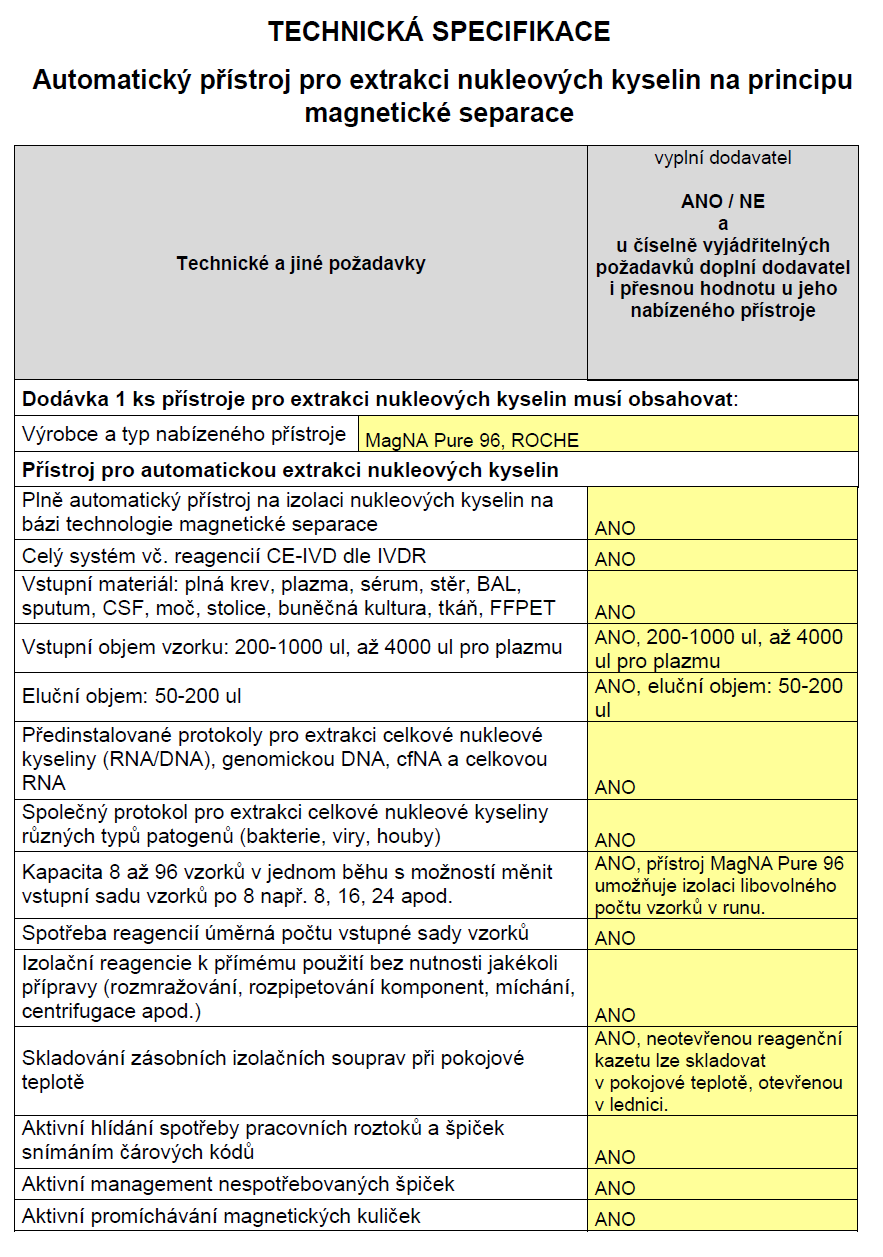 TECHNICKÁ SPECIFIKACE
Automatický přístroj pro extrakci nukleových kyselin na principu
magnetické separace
Technické a jiné požadavky
vyplní dodavatel
ANO / NE
a
u číselně vyjádřitelných
požadavků doplní dodavatel
i přesnou hodnotu u jeho
nabízeného přístroje
Dodávka 1 ks přístroje pro extrakci nukleových kyselin musí obsahovat:
Výrobce a typ nabízeného přístroje
MagNA Pure 96, ROCHE
Přístroj pro automatickou extrakci nukleových kyselin
Plně automatický přístroj na izolaci nukleových kyselin na
bázi technologie magnetické separace
ANO
Celý systém vč. reagencií CE-IVD dle IVDR
ANO
Vstupní materiál: plná krev, plazma, sérum, stěr, BAL,
sputum, CSF, moč, stolice, buněčná kultura, tkáň, FFPET
ANO
Vstupní objem vzorku: 200-1000 ul, až 4000 ul pro plazmu
ANO, 200-1000 ul, až 4000
ul pro plazmu
Eluční objem: 50-200 ul
ANO, eluční objem: 50-200
ul
Předinstalované protokoly pro extrakci celkové nukleové
kyseliny (RNA/DNA), genomickou DNA, cfNA a celkovou
RNA
ANO
Společný protokol pro extrakci celkové nukleové kyseliny
různých typů patogenů (bakterie, viry, houby)
ANO
Kapacita 8 až 96 vzorků v jednom běhu s možností měnit
vstupní sadu vzorků po 8 např. 8, 16, 24 apod.
ANO, přístroj MagNA Pure 96
umožňuje izolaci libovolného
počtu vzorků v runu.
Spotřeba reagencií úměrná počtu vstupné sady vzorků
ANO
Izolační reagencie k přímému použití bez nutnosti jakékoli
přípravy (rozmražování, rozpipetování komponent, míchání,
centrifugace apod.)
ANO
Skladování zásobních izolačních souprav při pokojové
teplotě
ANO, neotevřenou reagenční
kazetu lze skladovat
v pokojové teplotě, otevřenou
v lednici.
Aktivní hlídání spotřeby pracovních roztoků a špiček
snímáním čárových kódů
ANO
Aktivní management nespotřebovaných špiček
ANO
Aktivní promíchávání magnetických kuliček
ANO